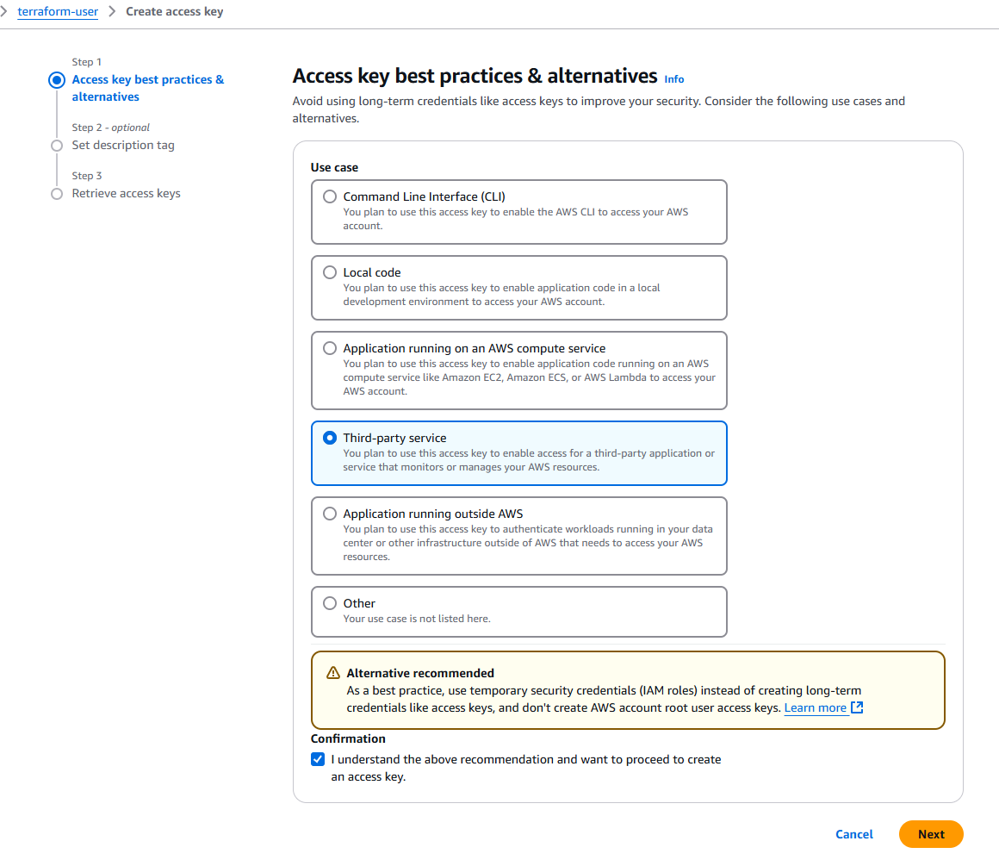 terraform-user > Create access key
Step 1
Access key best practices &
alternatives
Step 2 - optional
Set description tag
Step 3
Retrieve access keys
Access key best practices & alternatives Info
Avoid using long-term credentials like access keys to improve your security. Consider the following use cases and
alternatives.
Use case
Command Line Interface (CLI)
You plan to use this access key to enable the AWS CLI to access your AWS
account.
Local code
You plan to use this access key to enable application code in a local
development environment to access your AWS account.
Application running on an AWS compute service
You plan to use this access key to enable application code running on an AWS
compute service like Amazon EC2, Amazon ECS, or AWS Lambda to access your
AWS account.
Third-party service
You plan to use this access key to enable access for a third-party application or
service that monitors or manages your AWS resources.
Application running outside AWS
You plan to use this access key to authenticate workloads running in your data
center or other infrastructure outside of AWS that needs to access your AWS
resources.
Other
Your use case is not listed here.
Alternative recommended
As a best practice, use temporary security credentials (IAM roles) instead of creating long-term
credentials like access keys, and don't create AWS account root user access keys. Learn more
Confirmation
I understand the above recommendation and want to proceed to create
an access key.
Cancel
Next